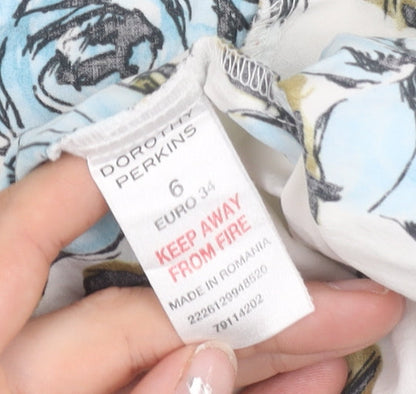 DOROTHY
PERKINS
6
EURO 34
KEEP AWAY
FROM FIRE
MADE IN ROMANIA
2226129948520
79114202